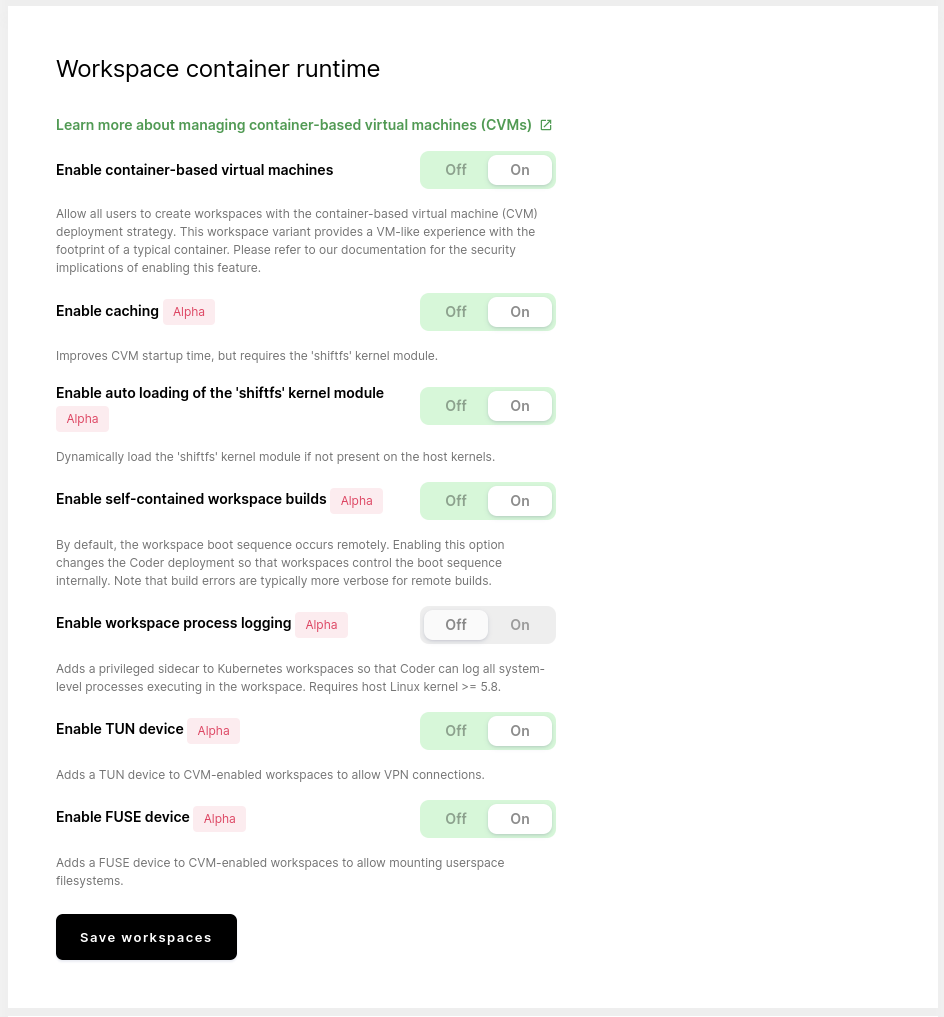 Workspace container runtime
Learn more about managing container-based virtual machines (CVMs)
Enable container-based virtual machines
Off On
Allow all users to create workspaces with the container-based virtual machine (CVM)
deployment strategy. This workspace variant provides a VM-like experience with the
footprint of a typical container. Please refer to our documentation for the security
implications of enabling this feature.
Enable caching Alpha
Off On
Improves CVM startup time, but requires the 'shiftfs' kernel module.
Enable auto loading of the 'shiftfs' kernel module
Alpha
Off On
Dynamically load the 'shiftfs' kernel module if not present on the host kernels.
Enable self-contained workspace builds Alpha
Off On
By default, the workspace boot sequence occurs remotely. Enabling this option
changes the Coder deployment so that workspaces control the boot sequence
internally. Note that build errors are typically more verbose for remote builds.
Enable workspace process logging Alpha
Off On
Adds a privileged sidecar to Kubernetes workspaces so that Coder can log all system-
level processes executing in the workspace. Requires host Linux kernel >= 5.8.
Enable TUN device Alpha
Off On
Adds a TUN device to CVM-enabled workspaces to allow VPN connections.
Enable FUSE device Alpha
Off On
Adds a FUSE device to CVM-enabled workspaces to allow mounting userspace
filesystems.
Save workspaces